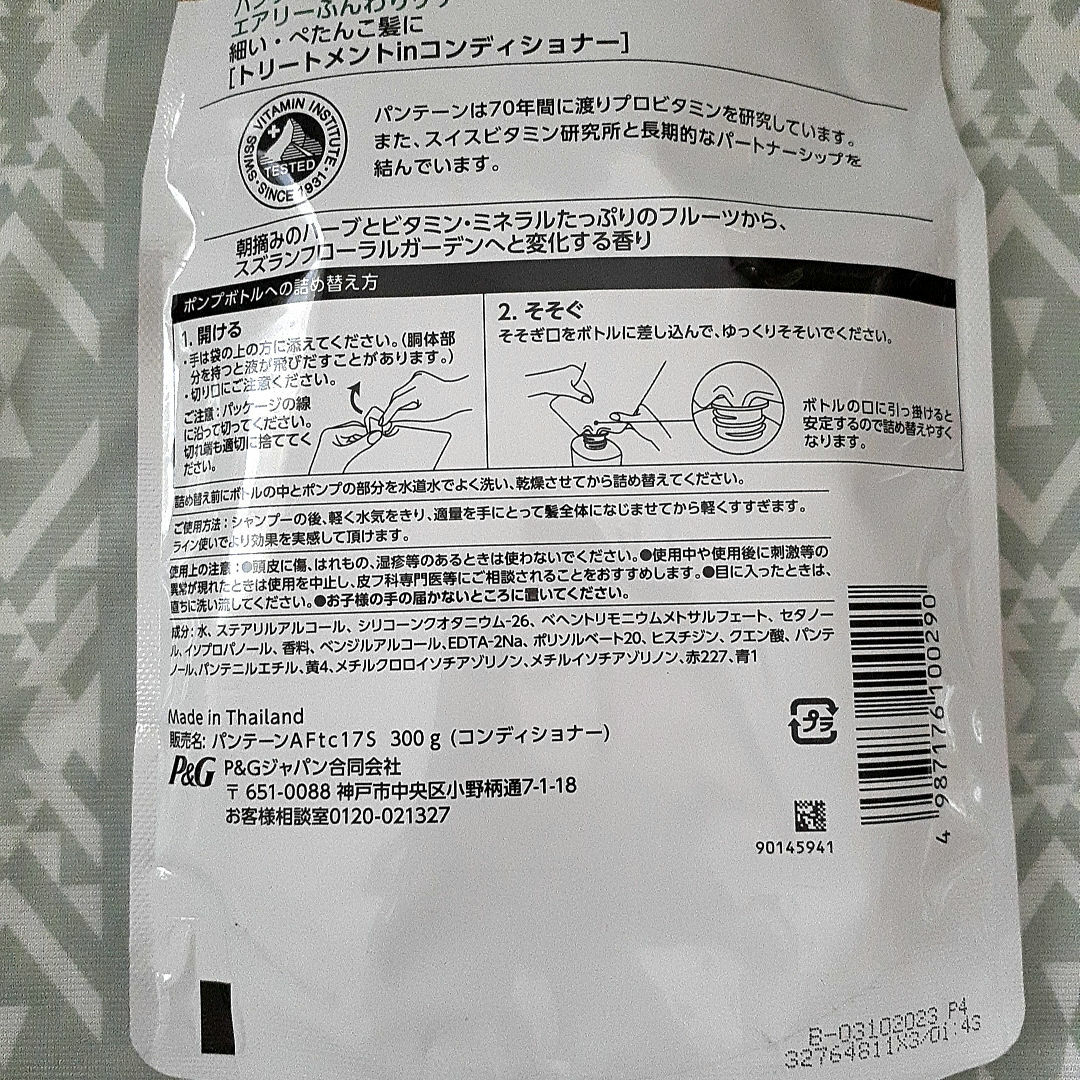 エアリーふんわり
細い・ぺたんこ髪に
[トリートメントinコンディショナー]
SWISS VITAMIN INSTITUTE
TESTED
SINCE 1931
パンテーンは70年間に渡りプロビタミンを研究しています。
また、スイスビタミン研究所と長期的なパートナーシップを
結んでいます。
朝摘みのハーブとビタミン・ミネラルたっぷりのフルーツから、
スズランフローラルガーデンへと変化する香り
ポンプボトルへの詰め替え方
1. 開ける
・手は袋の上の方に添えてください。(胴体部
分を持つと液が飛びだすことがあります。)
・切り口にご注意ください。
ご注意：パッケージの線
に沿って切ってください。
切れ端も適切に捨ててく
ださい。
2. そそぐ
そそぎ口をボトルに差し込んで、ゆっくりそそいでください。
ボトルの口に引っ掛けると
安定するので詰め替えやすく
なります。
詰め替え前にボトルの中とポンプの部分を水道水でよく洗い、乾燥させてから詰め替えてください。
ご使用方法：シャンプーの後、軽く水気をきり、適量を手にとって髪全体になじませてから軽くすすぎます。
ライン使いでより効果を実感して頂けます。
使用上の注意：●頭皮に傷、はれもの、湿疹等のあるときは使わないでください。●使用中や使用後に刺激等の
異常が現れたときは使用を中止し、皮フ科専門医等にご相談されることをおすすめします。●目に入ったときは、
直ちに洗い流してください。●お子様の手の届かないところに置いてください。
成分：水、ステアリルアルコール、シリコーンクオタニウム-26、ベヘントリモニウムメトサルフェート、セタノー
ル、イソプロパノール、香料、ベンジルアルコール、EDTA-2Na、ポリソルベート20、ヒスチジン、クエン酸、パンテ
ノール、パンテニルエチル、黄4、メチルクロロイソチアゾリノン、メチルイソチアゾリノン、赤227、青1
Made in Thailand
販売名: パンテーンAFtc17S 300g (コンディショナー)
P&G P&Gジャパン合同会社
〒 651-0088 神戸市中央区小野柄通7-1-18
お客様相談室0120-021327
プラ
4 987176 100290
90145941
B-03102023 P4
32764811X3/01:43